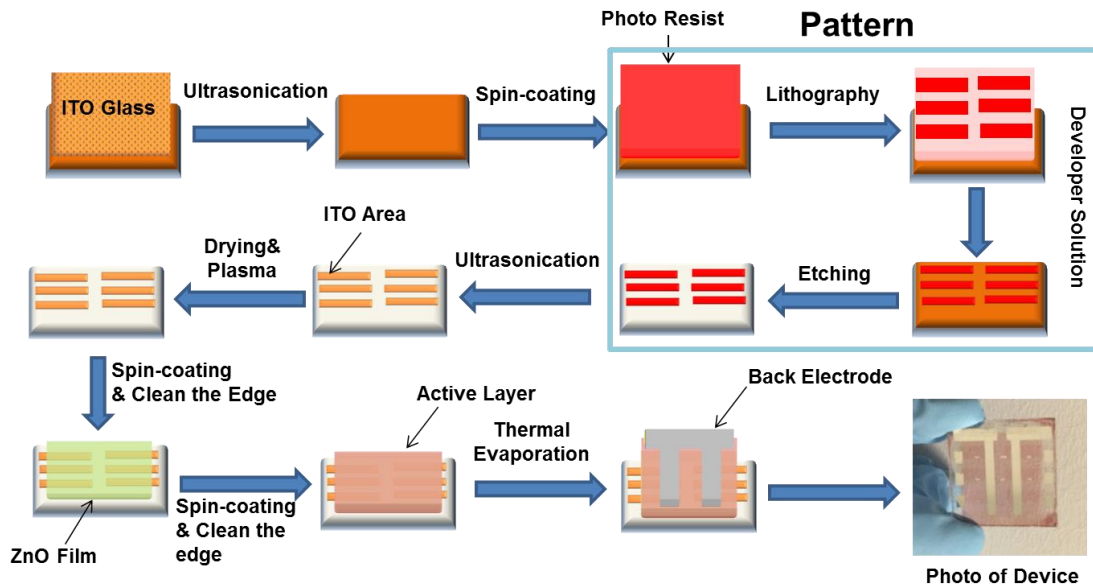 Photo Resist
Pattern
ITO Glass
Ultrasonication
Spin-coating
Lithography
Developer Solution
ITO Area
Drying&
Plasma
Ultrasonication
Etching
Spin-coating
& Clean the Edge
Active Layer
Back Electrode
Thermal
Evaporation
Spin-coating
& Clean the
edge
ZnO Film
Photo of Device